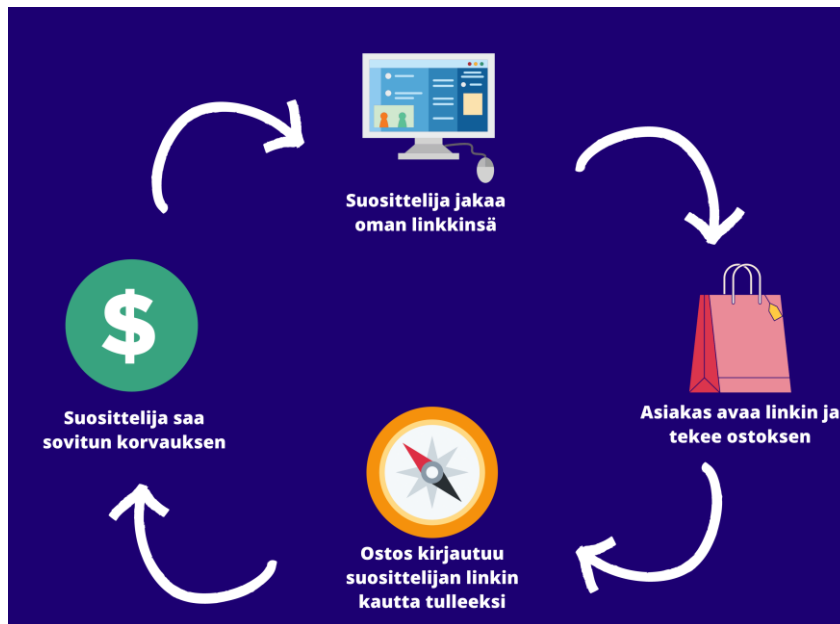 Suosittelija jakaa
oman linkkinsä
Asiakas avaa linkin ja
tekee ostoksen
Ostos kirjautuu
suosittelijan linkin
kautta tulleeksi
Suosittelija saa
sovitun korvauksen
$